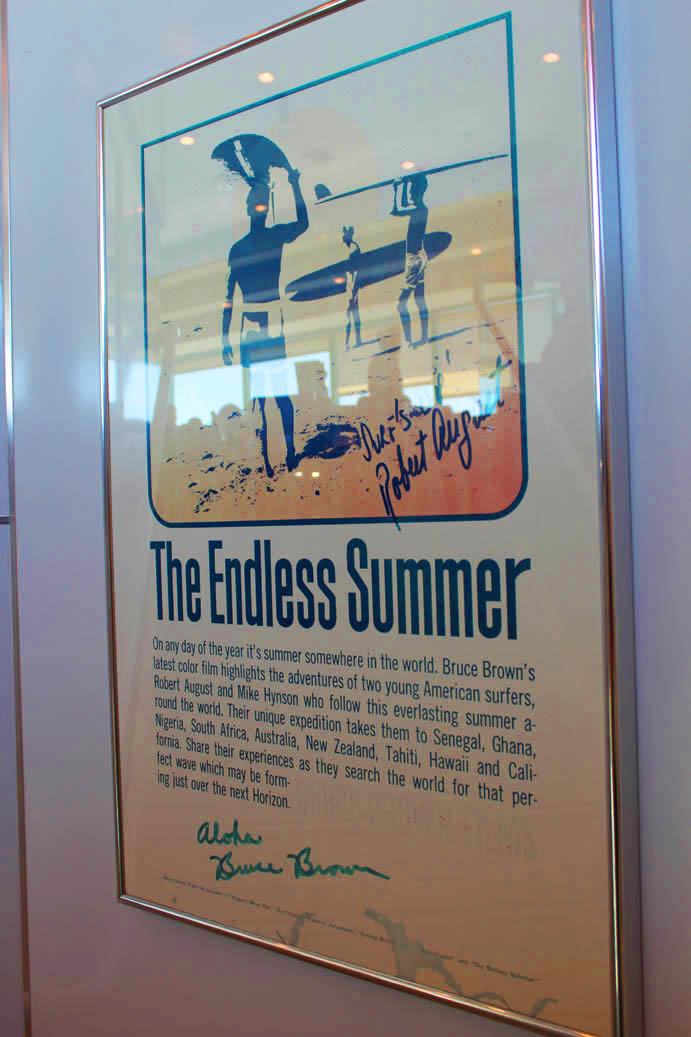 Robert August
The Endless Summer
On any day of the year it's summer somewhere in the world. Bruce Brown's
latest color film highlights the adventures of two young American surfers,
Robert August and Mike Hynson who follow this everlasting summer a-
round the world. Their unique expedition takes them to Senegal, Ghana,
Nigeria, South Africa, Australia, New Zealand, Tahiti, Hawaii and Cali-
fornia. Share their experiences as they search the world for that per-
fect wave which may be form-
ing just over the next Horizon.
BRUCE BROWN FILMS
Aloha
Bruce Brown